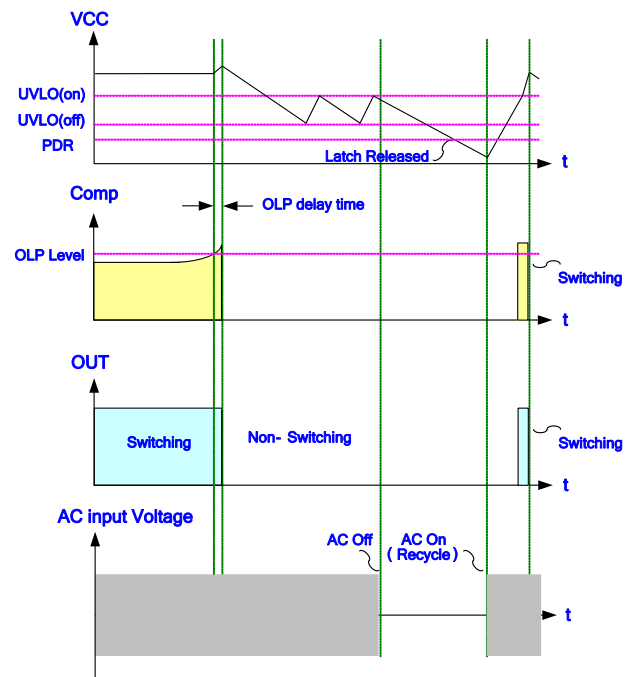 VCC
UVLO(on)
UVLO(off)
PDR
Latch Released
t
Comp
OLP delay time
OLP Level
Switching
t
OUT
Switching
Non- Switching
Switching
t
AC input Voltage
AC Off
AC On
( Recycle )
t